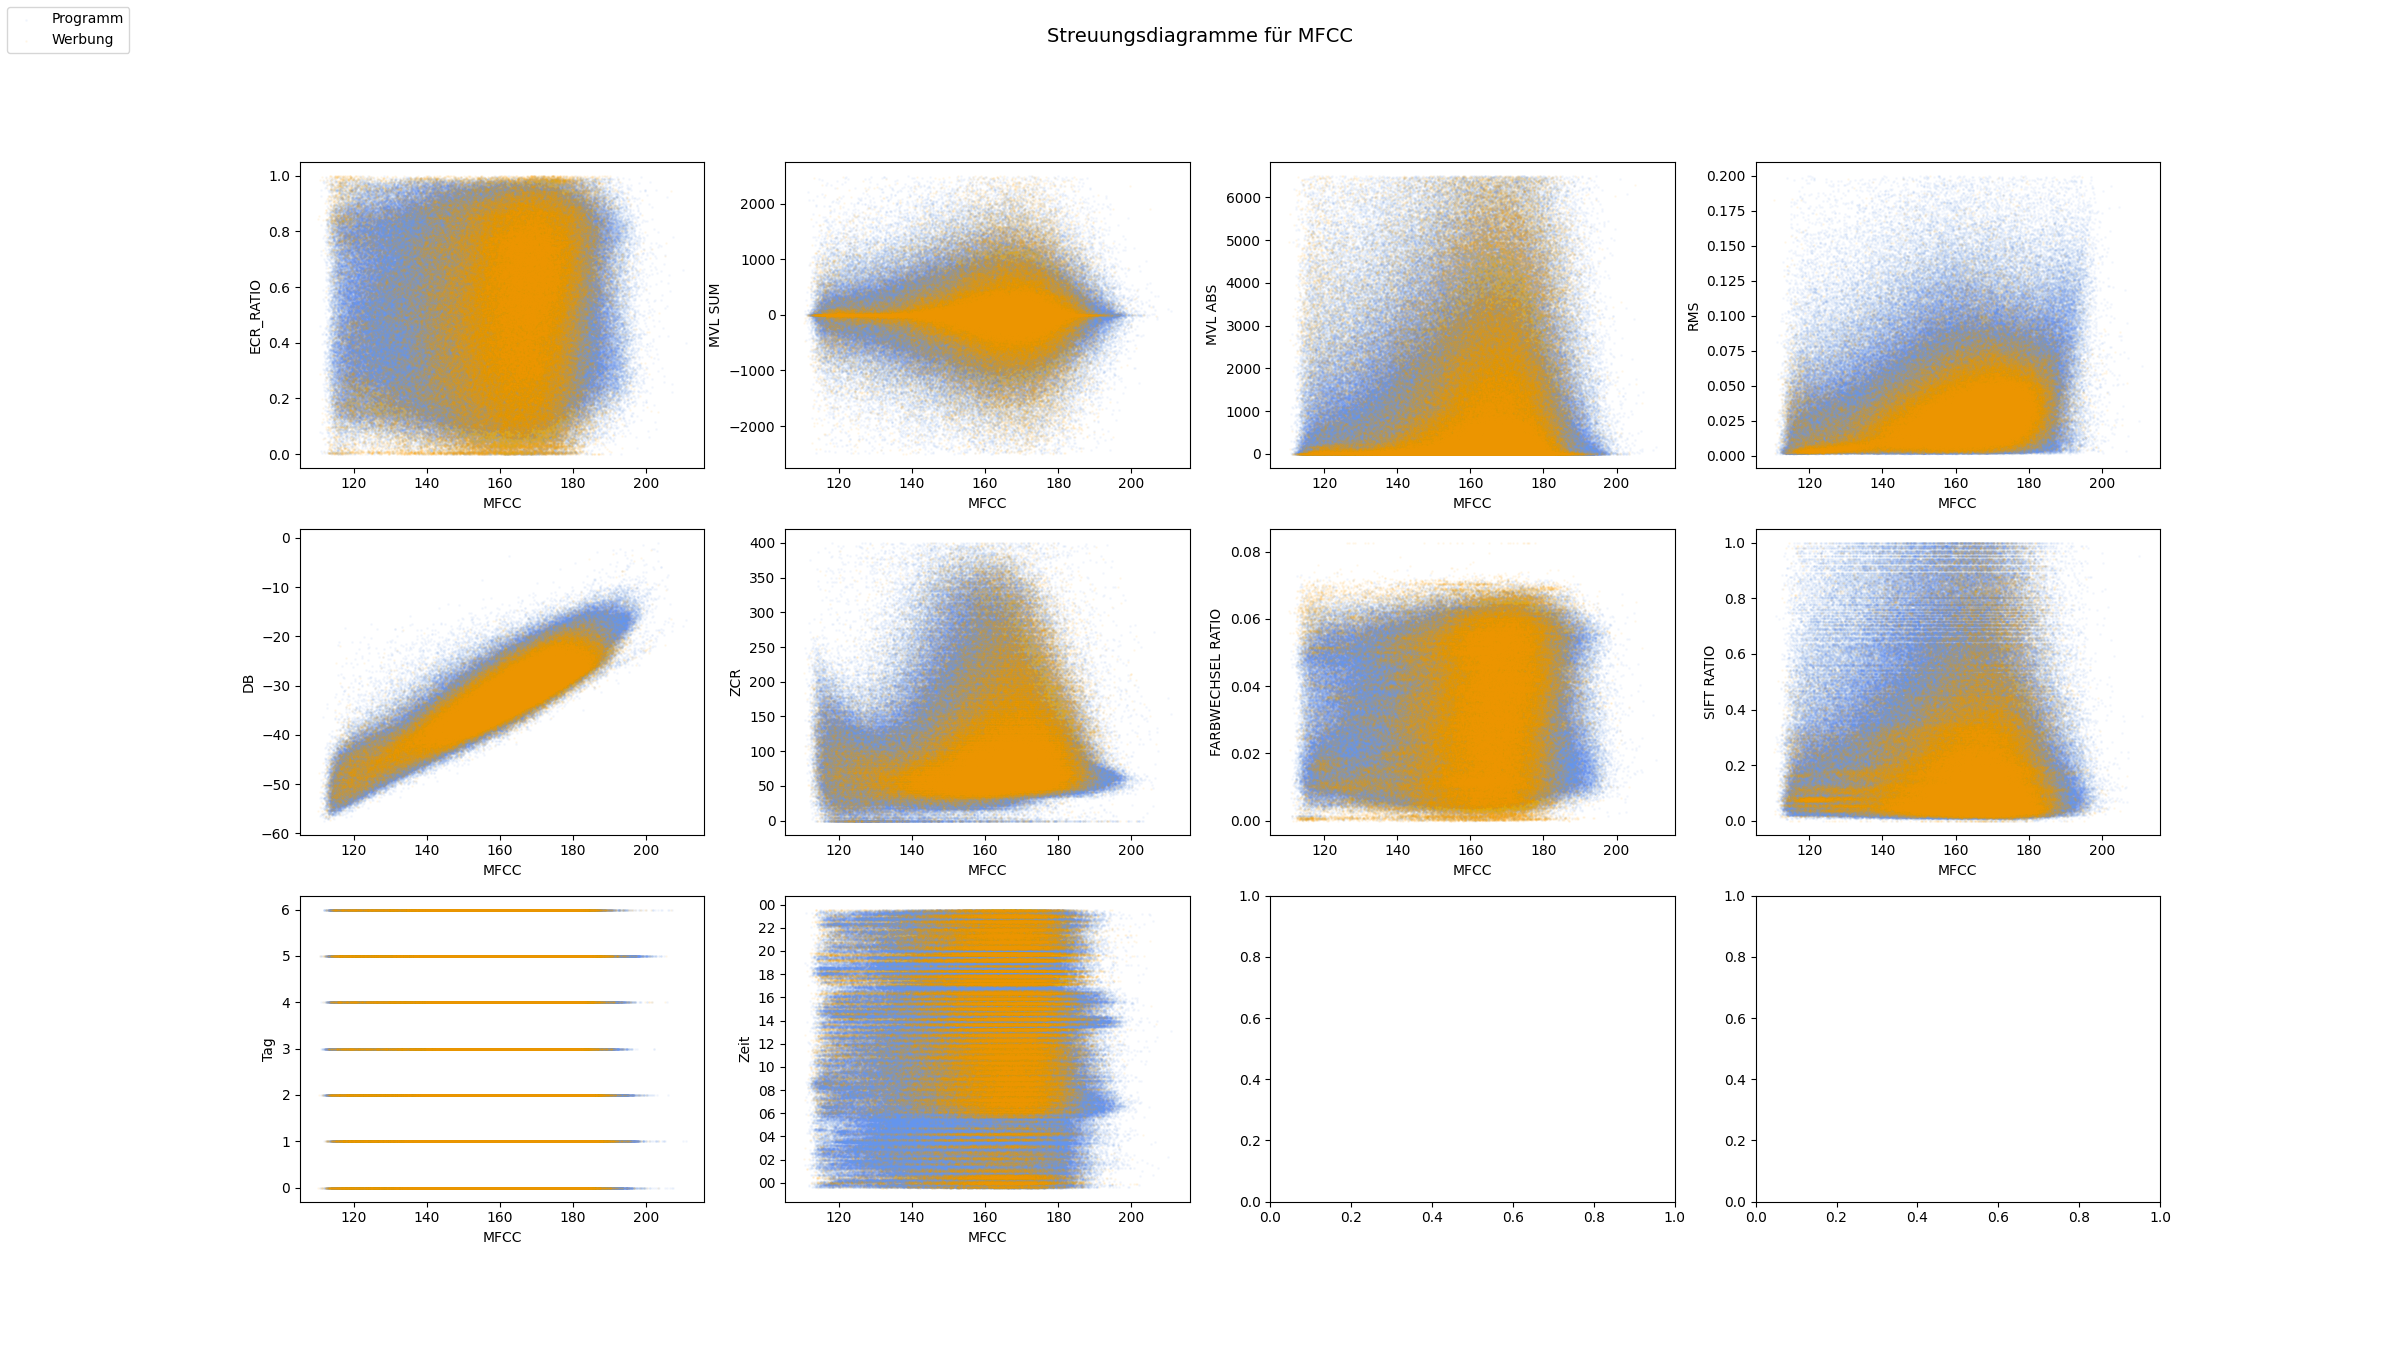 Programm
Werbung
Streuungsdiagramme für MFCC
ECR_RATIO
1.0
0.8
0.6
0.4
0.2
0.0
120 140 160 180 200
MFCC
MVL SUM
2000
1000
0
−1000
−2000
120 140 160 180 200
MFCC
MVL ABS
6000
5000
4000
3000
2000
1000
0
120 140 160 180 200
MFCC
RMS
0.200
0.175
0.150
0.125
0.100
0.075
0.050
0.025
0.000
120 140 160 180 200
MFCC
DB
0
−10
−20
−30
−40
−50
−60
120 140 160 180 200
MFCC
ZCR
400
350
300
250
200
150
100
50
0
120 140 160 180 200
MFCC
FARBWECHSEL RATIO
0.08
0.06
0.04
0.02
0.00
120 140 160 180 200
MFCC
SIFT RATIO
1.0
0.8
0.6
0.4
0.2
0.0
120 140 160 180 200
MFCC
Tag
6
5
4
3
2
1
0
120 140 160 180 200
MFCC
Zeit
00
22
20
18
16
14
12
10
08
06
04
02
00
120 140 160 180 200
MFCC
1.0
0.8
0.6
0.4
0.2
0.0
0.0 0.2 0.4 0.6 0.8 1.0
1.0
0.8
0.6
0.4
0.2
0.0
0.0 0.2 0.4 0.6 0.8 1.0